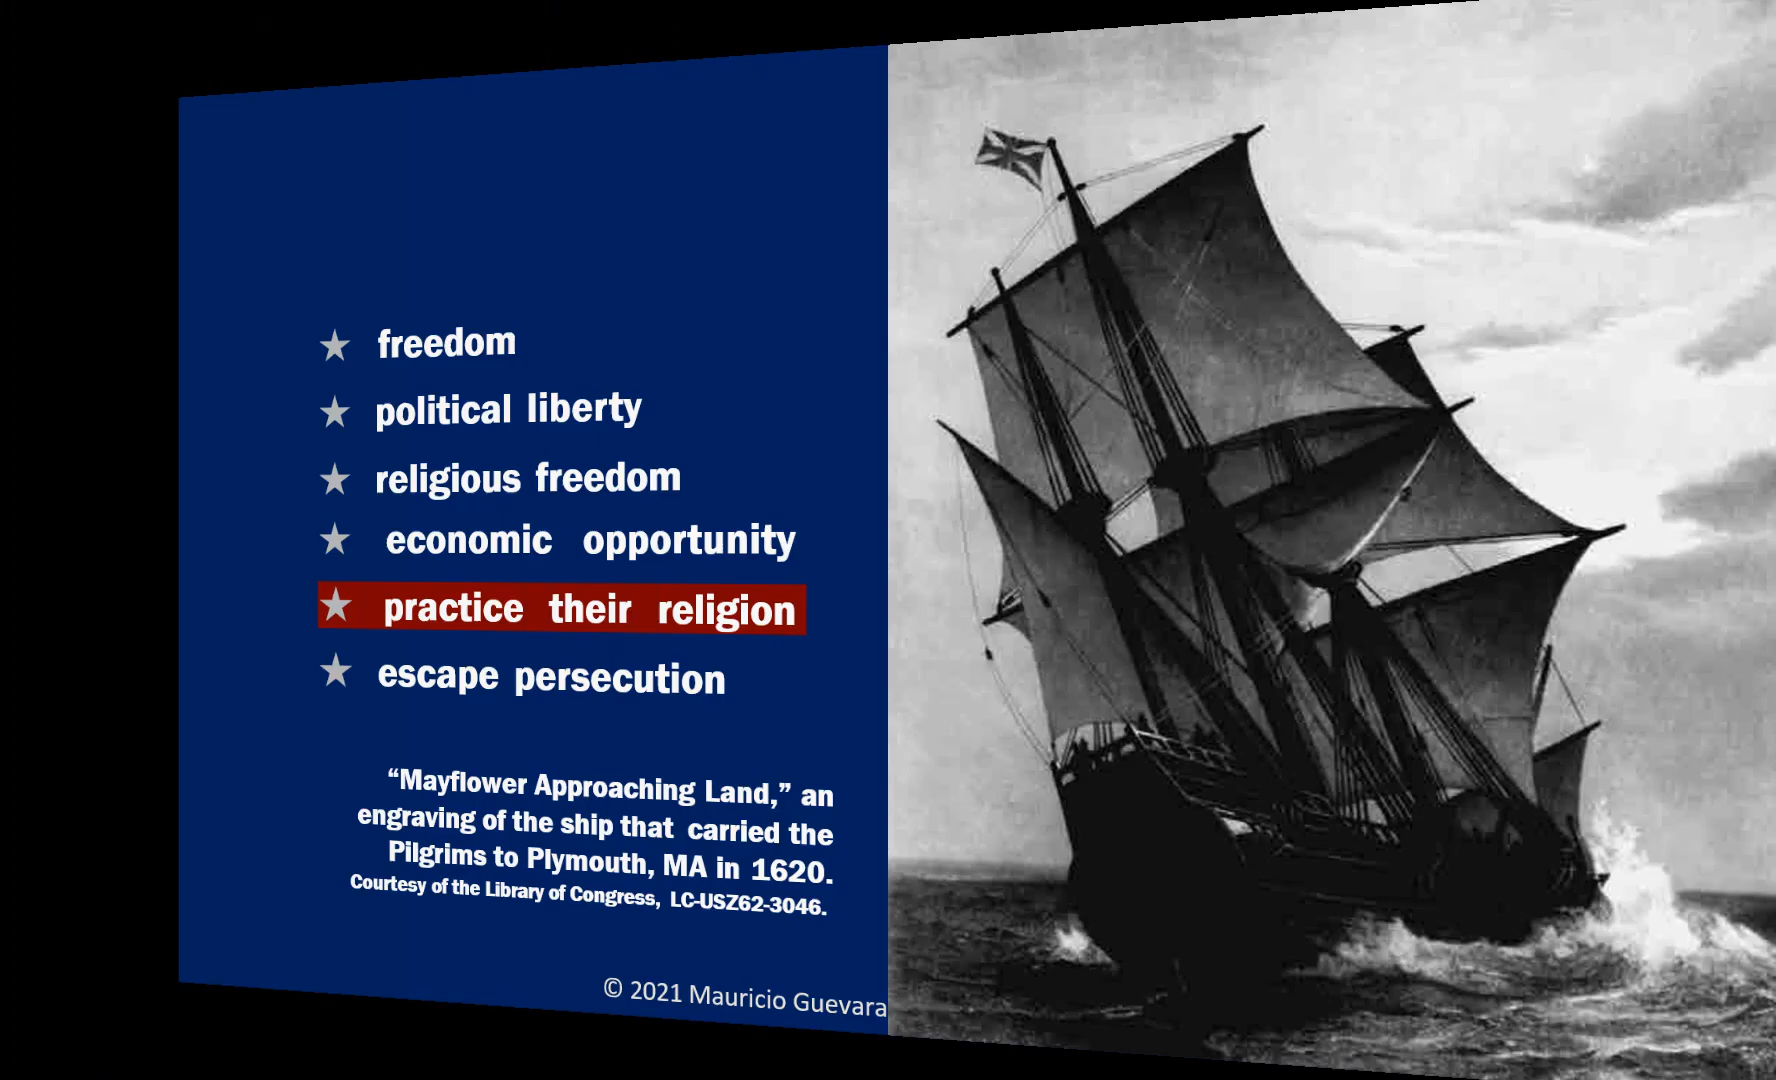 ★ freedom
★ political liberty
★ religious freedom
★ economic opportunity
★ practice their religion
★ escape persecution
“Mayflower Approaching Land,” an
engraving of the ship that carried the
Pilgrims to Plymouth, MA in 1620.
Courtesy of the Library of Congress, LC-USZ62-3046.
© 2021 Mauricio Guevara